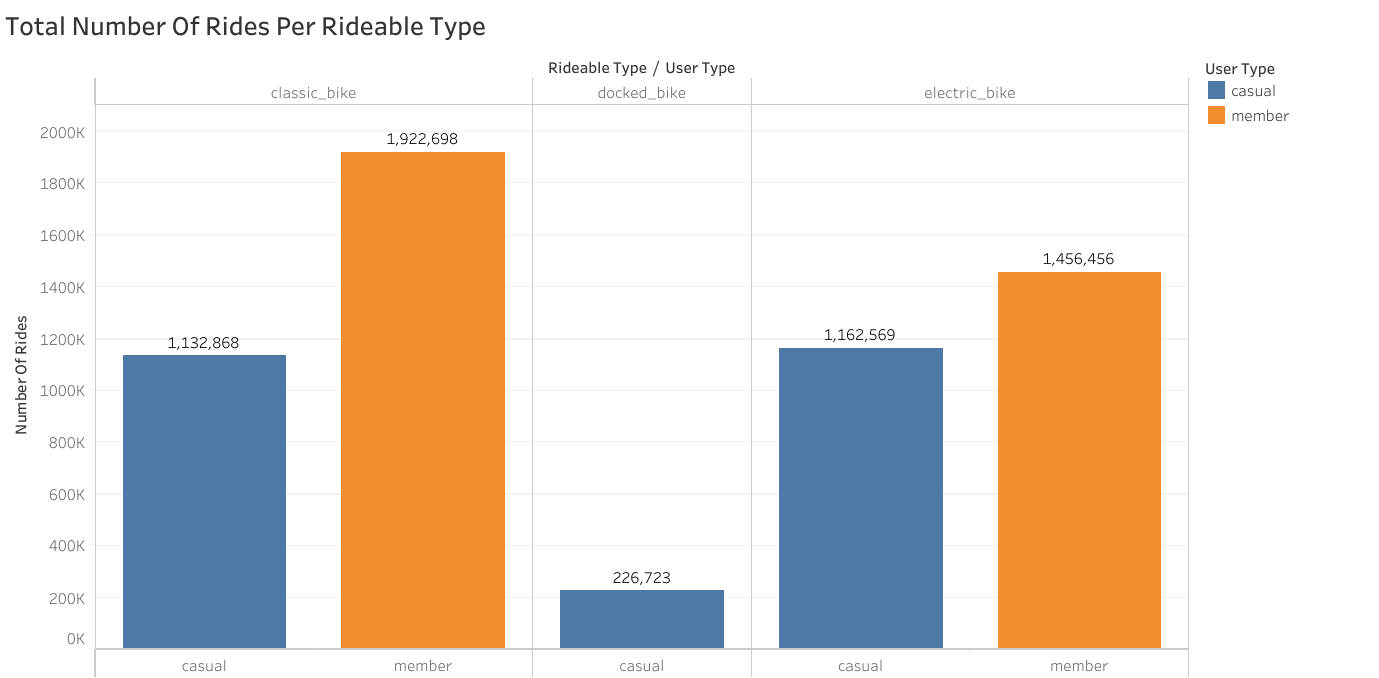 Total Number Of Rides Per Rideable Type
Rideable Type / User Type
classic_bike docked_bike electric_bike
User Type
casual
member
Number Of Rides
2000K
1800K
1600K
1400K
1200K
1000K
800K
600K
400K
200K
0K
1,132,868
1,922,698
226,723
1,162,569
1,456,456
casual member casual casual member